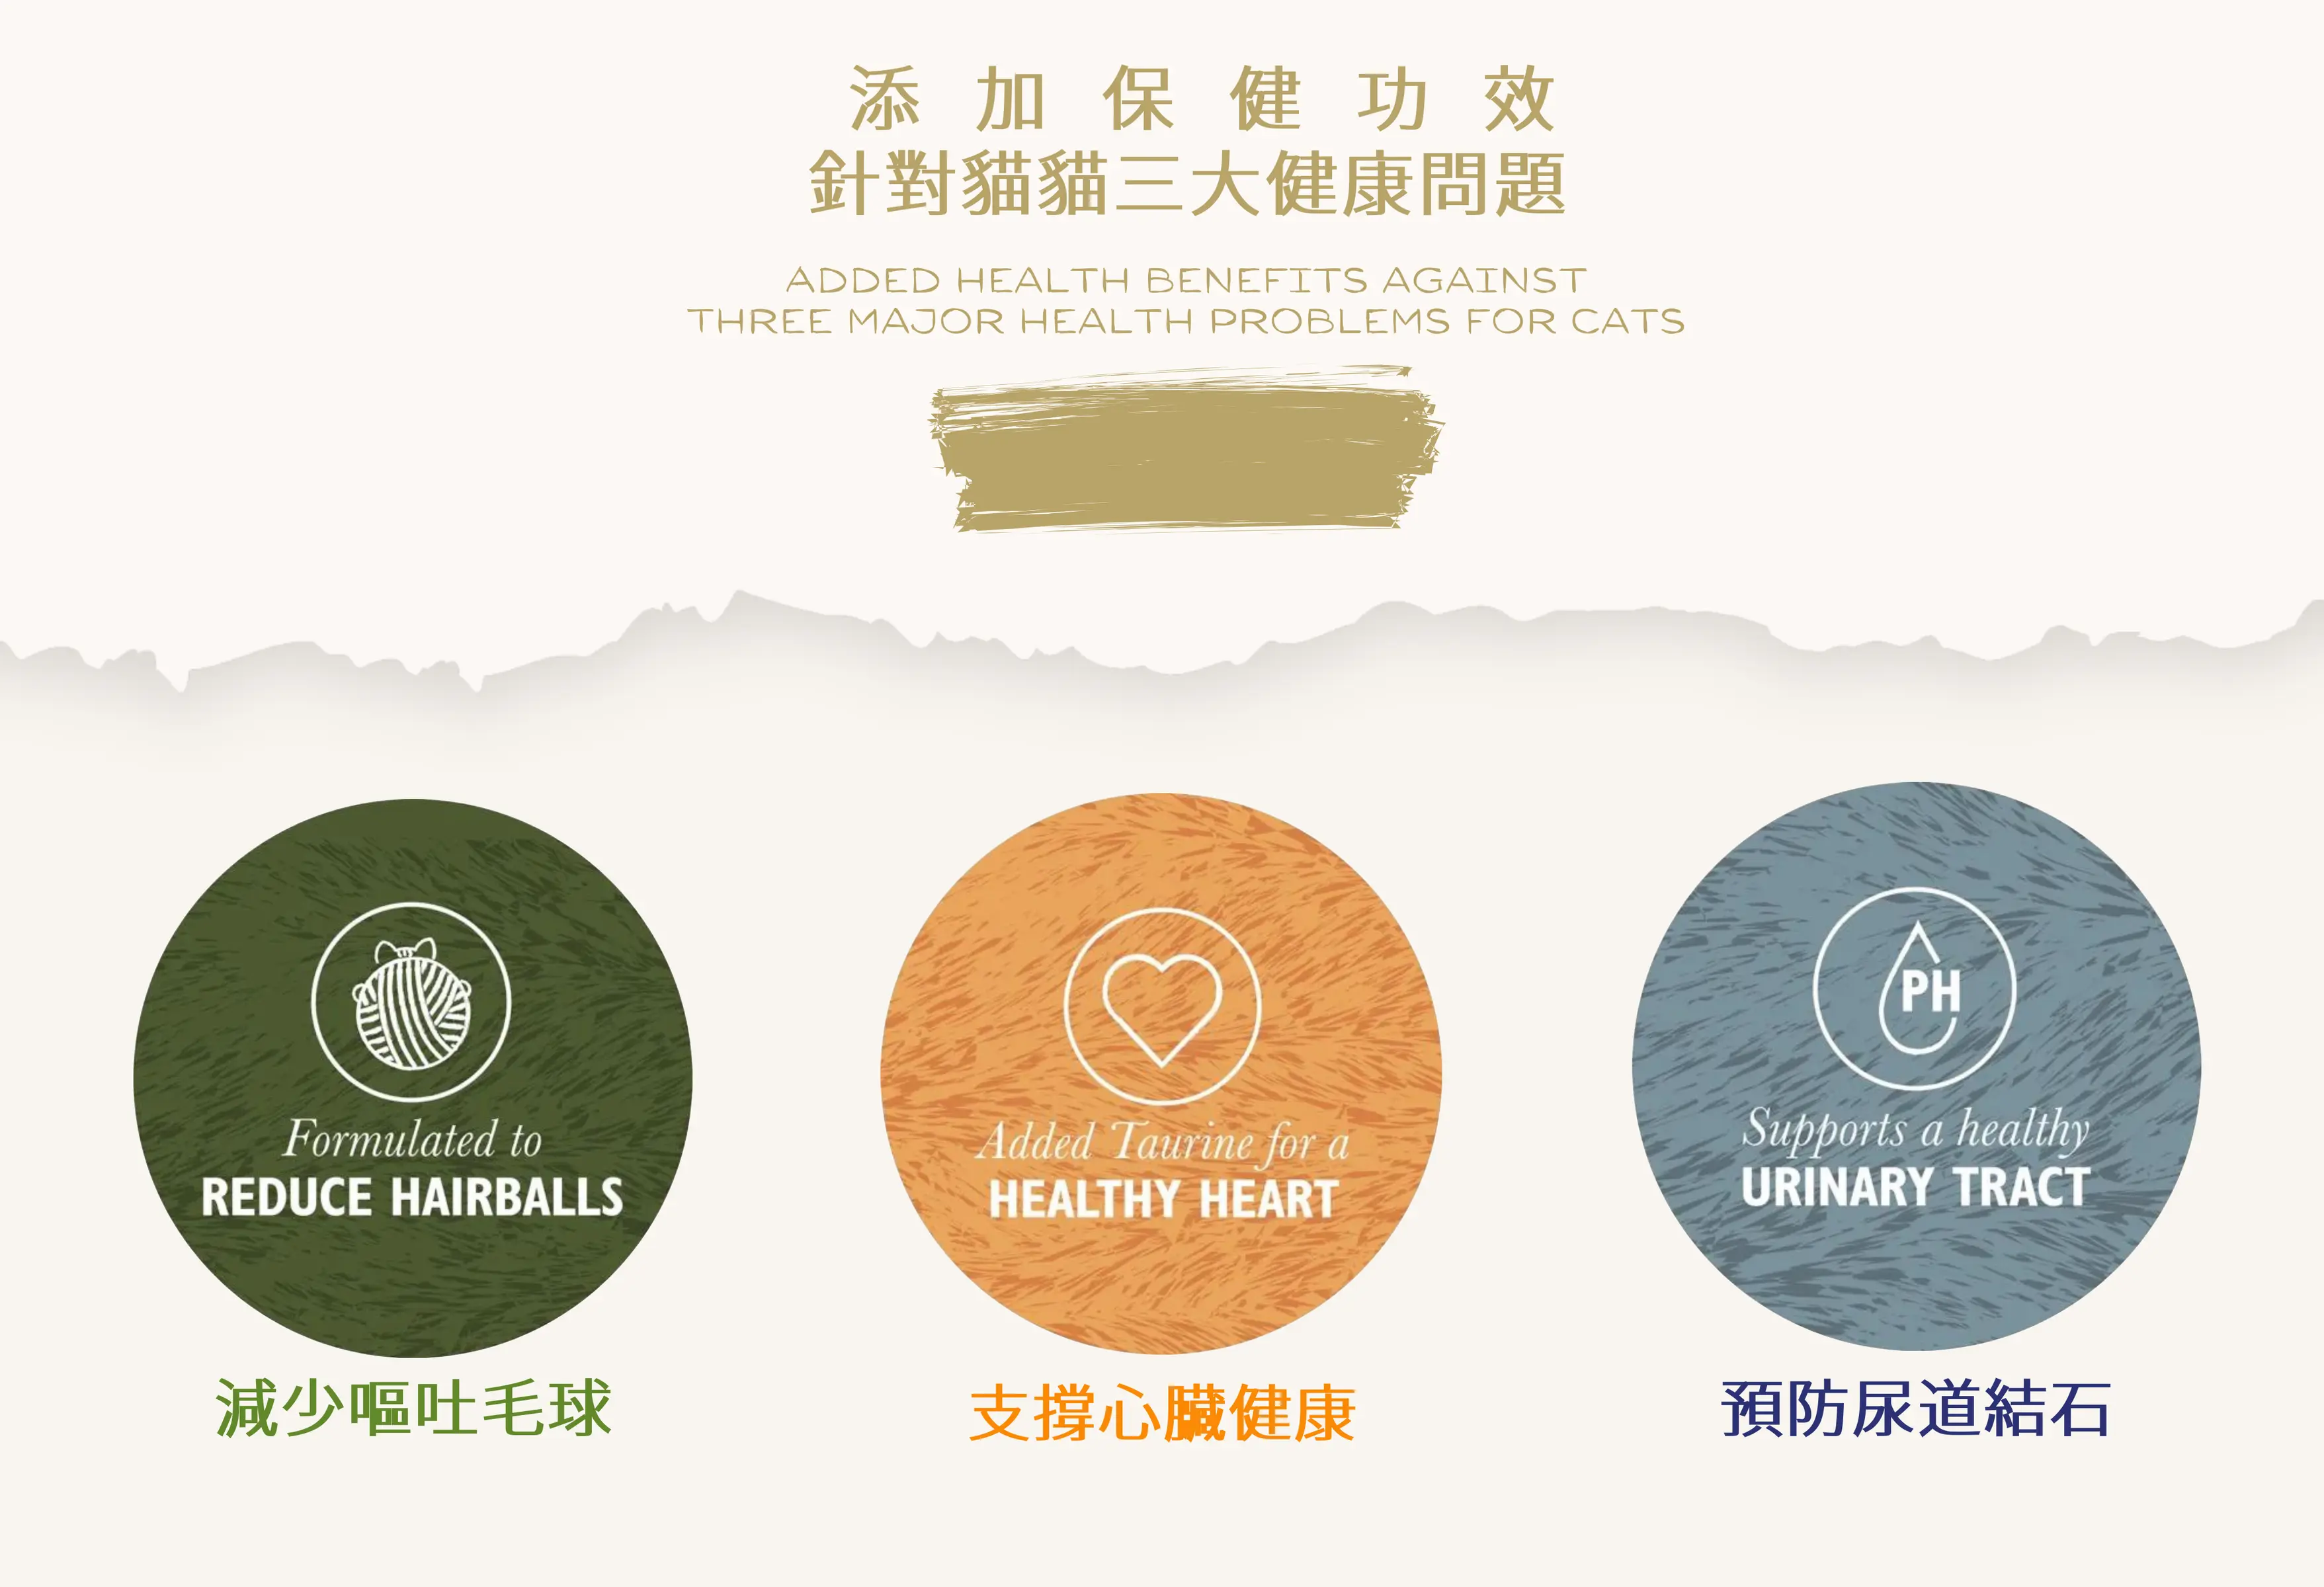 添加保健功效
針對貓貓三大健康問題
ADDED HEALTH BENEFITS AGAINST
THREE MAJOR HEALTH PROBLEMS FOR CATS
Formulated to
REDUCE HAIRBALLS
減少嘔吐毛球
Added Taurine for a
HEALTHY HEART
支撐心臟健康
PH
Supports a healthy
URINARY TRACT
預防尿道結石